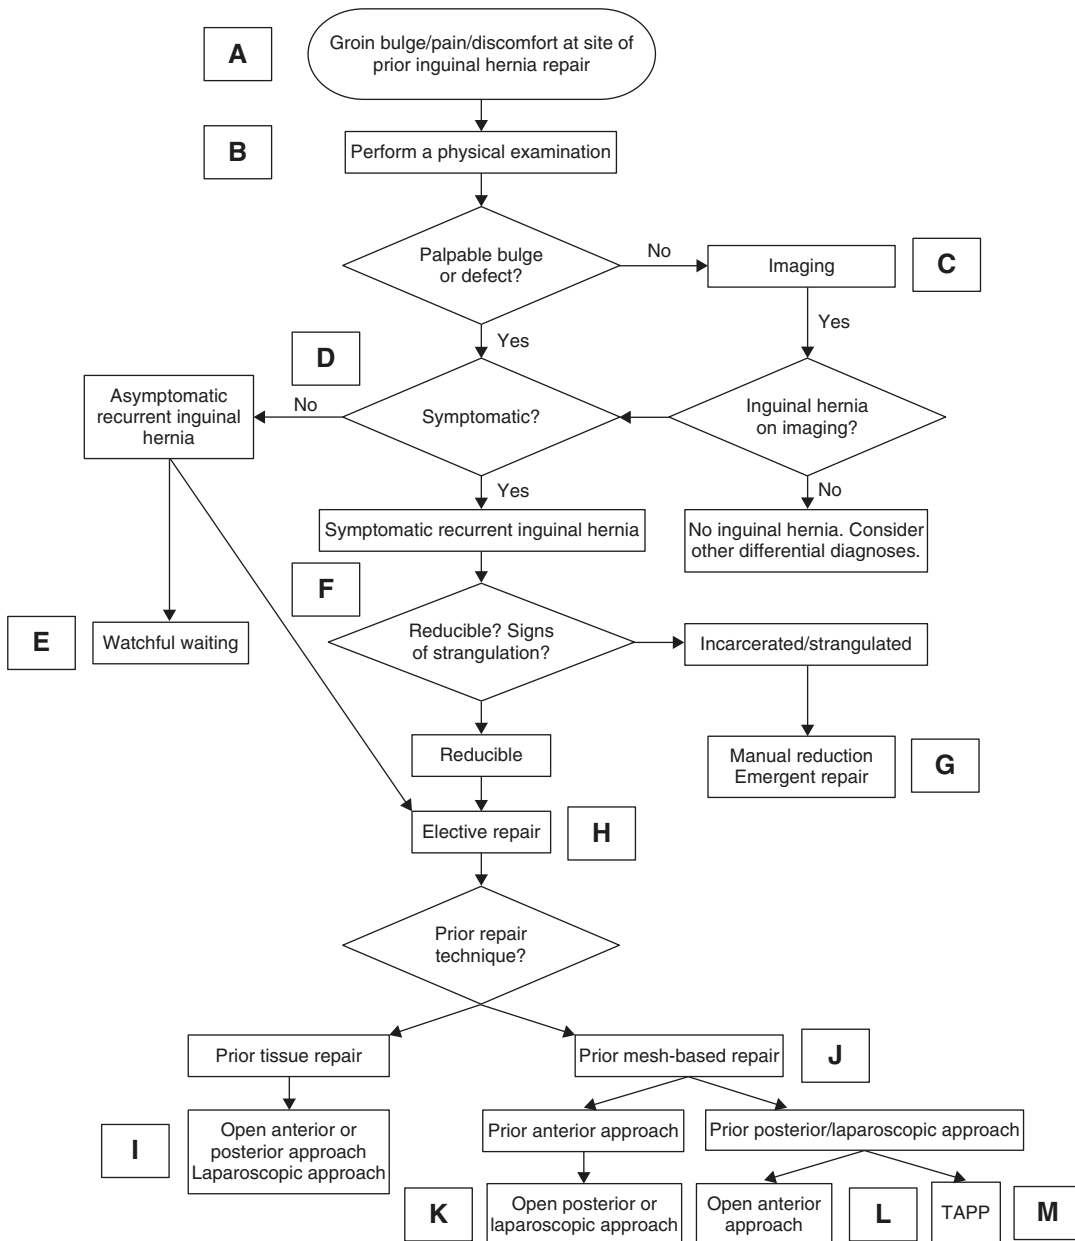 A
Groin bulge/pain/discomfort at site of
prior inguinal hernia repair
B
Perform a physical examination
Palpable bulge
or defect?
No
Imaging
C
Yes
Yes
D
Asymptomatic
recurrent inguinal
hernia
No
Symptomatic?
Inguinal hernia
on imaging?
Yes
No
Symptomatic recurrent inguinal hernia
No inguinal hernia. Consider
other differential diagnoses.
F
E
Watchful waiting
Reducible? Signs
of strangulation?
Incarcerated/strangulated
Reducible
Manual reduction
Emergent repair
G
Elective repair
H
Prior repair
technique?
Prior tissue repair
Prior mesh-based repair
J
I
Open anterior or
posterior approach
Laparoscopic approach
Prior anterior approach
Prior posterior/laparoscopic approach
K
Open posterior or
laparoscopic approach
Open anterior
approach
L
TAPP
M